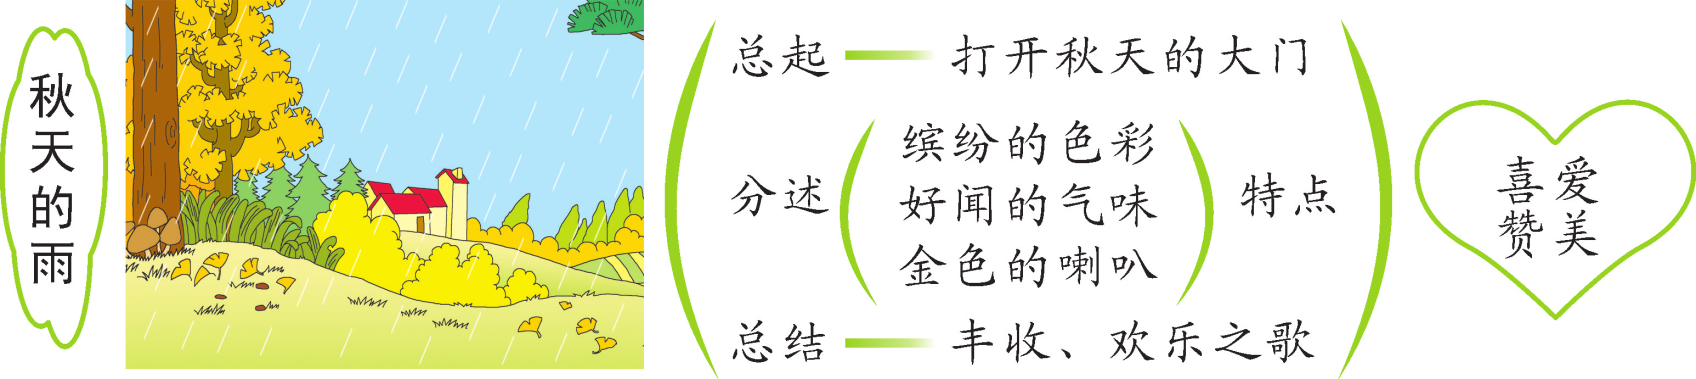 秋天的雨
总起 打开秋天的大门
分述
缤纷的色彩
好闻的气味
金色的喇叭
特点
总结 丰收、欢乐之歌
喜爱
赞美